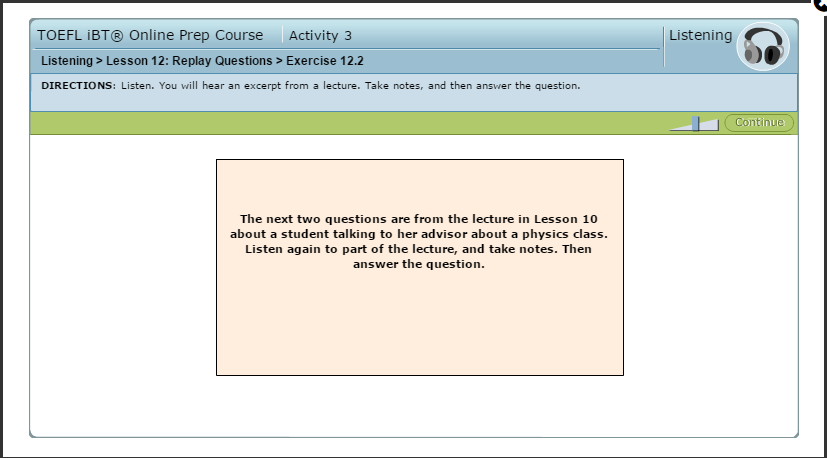 TOEFL iBT® Online Prep Course Activity 3 Listening
Listening > Lesson 12: Replay Questions > Exercise 12.2
DIRECTIONS: Listen. You will hear an excerpt from a lecture. Take notes, and then answer the question.
Continue
The next two questions are from the lecture in Lesson 10
about a student talking to her advisor about a physics class.
Listen again to part of the lecture, and take notes. Then
answer the question.